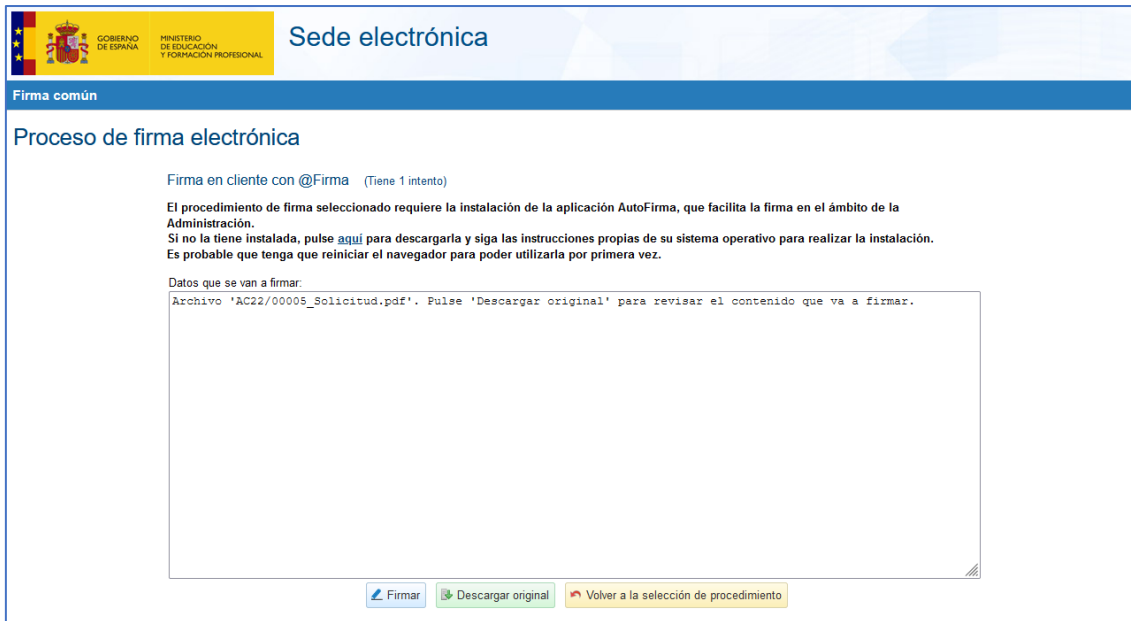 GOBIERNO
DE ESPAÑA
MINISTERIO
DE EDUCACIÓN
Y FORMACIÓN PROFESIONAL
Sede electrónica
Firma común
Proceso de firma electrónica
Firma en cliente con @Firma (Tiene 1 intento)
El procedimiento de firma seleccionado requiere la instalación de la aplicación AutoFirma, que facilita la firma en el ámbito de la
Administración.
Si no la tiene instalada, pulse aquí para descargarla y siga las instrucciones propias de su sistema operativo para realizar la instalación.
Es probable que tenga que reiniciar el navegador para poder utilizarla por primera vez.
Datos que se van a firmar:
Archivo 'AC22/00005_Solicitud.pdf'. Pulse 'Descargar original' para revisar el contenido que va a firmar.
Firmar Descargar original Volver a la selección de procedimiento